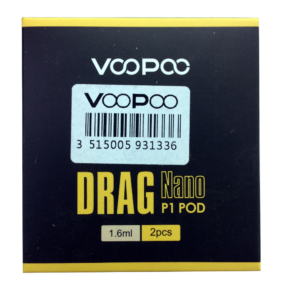 VOOPOO
VOOPOO
3 515005 931336
DRAG Nano
P1 POD
1.6ml 2pcs